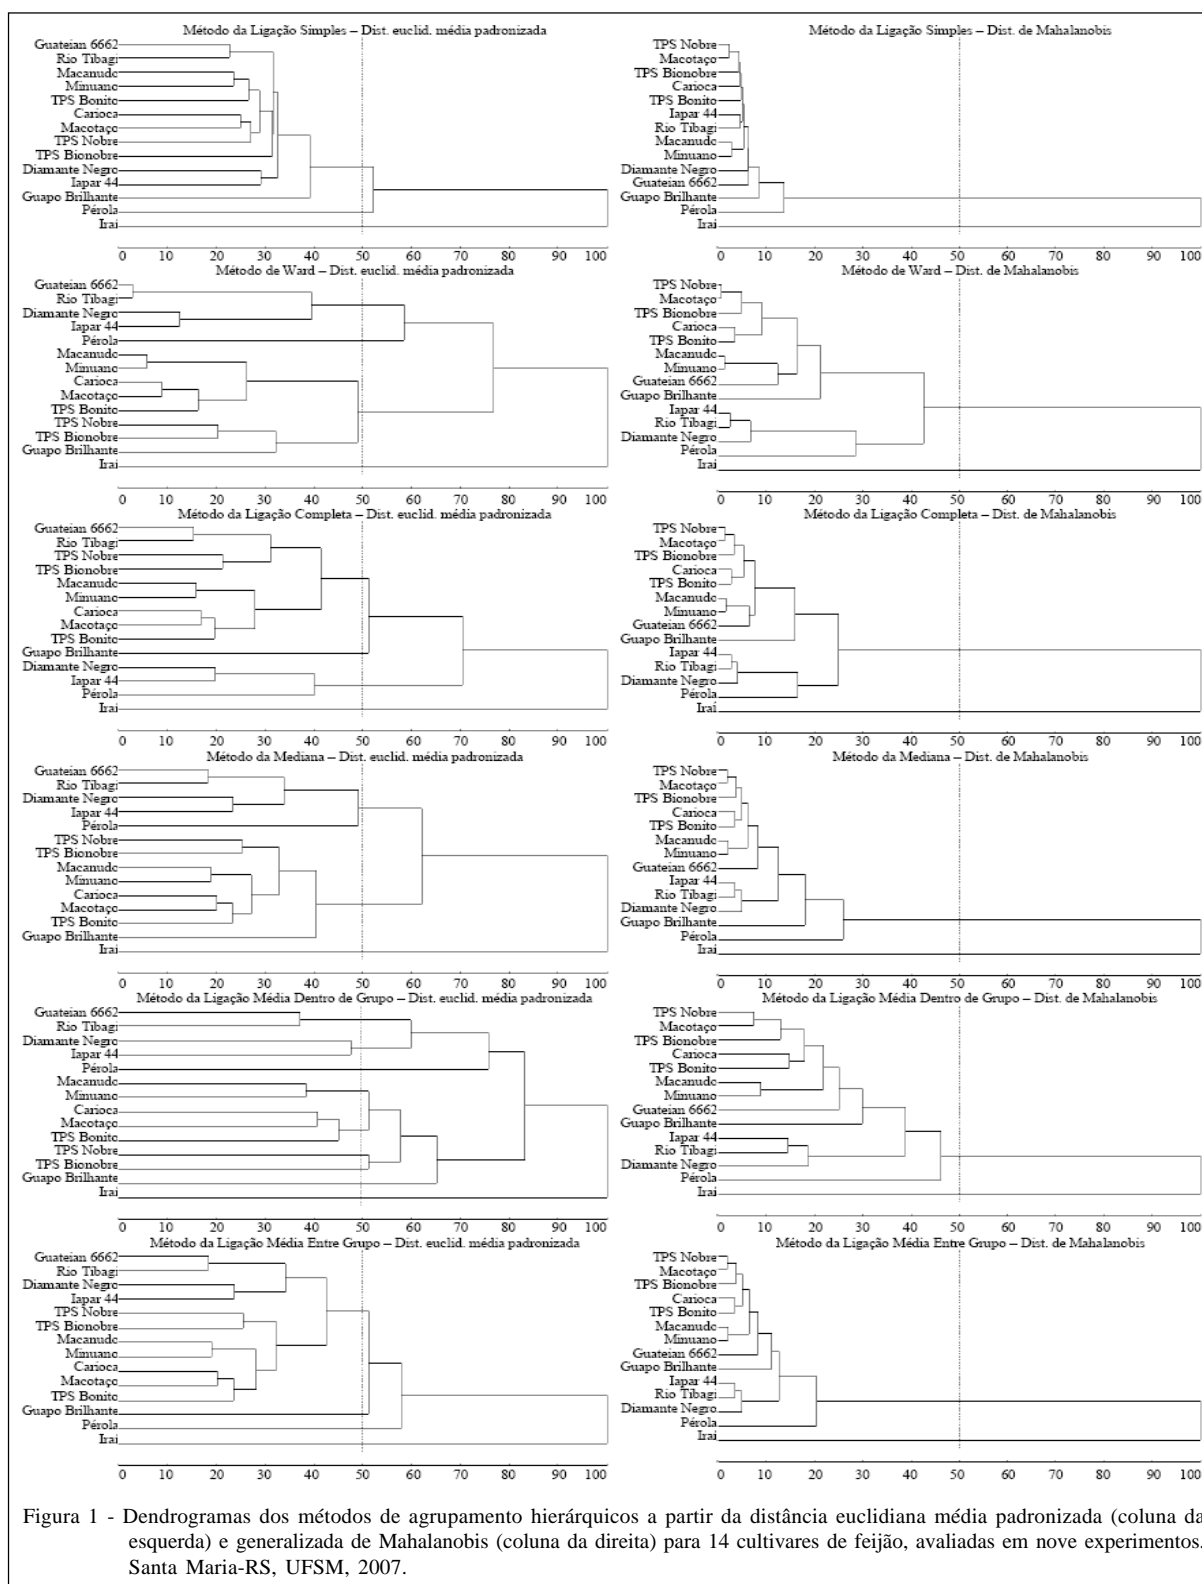 Método da Ligação Simples – Dist. euclid. média padronizada
Guateian 6662
Rio Tibagi
Macanudo
Minuano
TPS Bonito
Carioca
Macotaço
TPS Nobre
TPS Bionobre
Diamante Negro
Iapar 44
Guapo Brilhante
Pérola
Irai
0 10 20 30 40 50 60 70 80 90 100
Método da Ligação Simples – Dist. de Mahalanobis
TPS Nobre
Macotaço
TPS Bionobre
Carioca
TPS Bonito
Iapar 44
Rio Tibagi
Macanudo
Minuano
Diamante Negro
Guateian 6662
Guapo Brilhante
Pérola
Irai
0 10 20 30 40 50 60 70 80 90 100
Método de Ward – Dist. euclid. média padronizada
Guateian 6662
Rio Tibagi
Diamante Negro
Iapar 44
Pérola
Macanudo
Minuano
Carioca
Macotaço
TPS Bonito
TPS Nobre
TPS Bionobre
Guapo Brilhante
Irai
0 10 20 30 40 50 60 70 80 90 100
Método de Ward – Dist. de Mahalanobis
TPS Nobre
Macotaço
TPS Bionobre
Carioca
TPS Bonito
Macanudo
Minuano
Guateian 6662
Guapo Brilhante
Iapar 44
Rio Tibagi
Diamante Negro
Pérola
Irai
0 10 20 30 40 50 60 70 80 90 100
Método da Ligação Completa – Dist. euclid. média padronizada
Guateian 6662
Rio Tibagi
TPS Nobre
TPS Bionobre
Macanudo
Minuano
Carioca
Macotaço
TPS Bonito
Guapo Brilhante
Diamante Negro
Iapar 44
Pérola
Irai
0 10 20 30 40 50 60 70 80 90 100
Método da Ligação Completa – Dist. de Mahalanobis
TPS Nobre
Macotaço
TPS Bionobre
Carioca
TPS Bonito
Macanudo
Minuano
Guateian 6662
Guapo Brilhante
Iapar 44
Rio Tibagi
Diamante Negro
Pérola
Iraí
0 10 20 30 40 50 60 70 80 90 100
Método da Mediana – Dist. euclid. média padronizada
Guateian 6662
Rio Tibagi
Diamante Negro
Iapar 44
Pérola
TPS Nobre
TPS Bionobre
Macanudo
Minuano
Carioca
Macotaço
TPS Bonito
Guapo Brilhante
Irai
0 10 20 30 40 50 60 70 80 90 100
Método da Mediana – Dist. de Mahalanobis
TPS Nobre
Macotaço
TPS Bionobre
Carioca
TPS Bonito
Macanudo
Minuano
Guateian 6662
Iapar 44
Rio Tibagi
Diamante Negro
Guapo Brilhante
Pérola
Irai
0 10 20 30 40 50 60 70 80 90 100
Método da Ligação Média Dentro de Grupo – Dist. euclid. média padronizada
Guateian 6662
Rio Tibagi
Diamante Negro
Iapar 44
Pérola
Macanudo
Minuano
Carioca
Macotaço
TPS Bonito
TPS Nobre
TPS Bionobre
Guapo Brilhante
Irai
0 10 20 30 40 50 60 70 80 90 100
Método da Ligação Média Dentro de Grupo – Dist. de Mahalanobis
TPS Nobre
Macotaço
TPS Bionobre
Carioca
TPS Bonito
Macanudo
Minuano
Guateian 6662
Guapo Brilhante
Iapar 44
Rio Tibagi
Diamante Negro
Pérola
Irai
0 10 20 30 40 50 60 70 80 90 100
Método da Ligação Média Entre Grupo – Dist. euclid. média padronizada
Guateian 6662
Rio Tibagi
Diamante Negro
Iapar 44
TPS Nobre
TPS Bionobre
Macanudo
Minuano
Carioca
Macotaço
TPS Bonito
Guapo Brilhante
Pérola
Irai
0 10 20 30 40 50 60 70 80 90 100
Método da Ligação Média Entre Grupo – Dist. de Mahalanobis
TPS Nobre
Macotaço
TPS Bionobre
Carioca
TPS Bonito
Macanudo
Minuano
Guateian 6662
Guapo Brilhante
Iapar 44
Rio Tibagi
Diamante Negro
Pérola
Irai
0 10 20 30 40 50 60 70 80 90 100
Figura 1 - Dendrogramas dos métodos de agrupamento hierárquicos a partir da distância euclidiana média padronizada (coluna da
esquerda) e generalizada de Mahalanobis (coluna da direita) para 14 cultivares de feijão, avaliadas em nove experimentos.
Santa Maria-RS, UFSM, 2007.